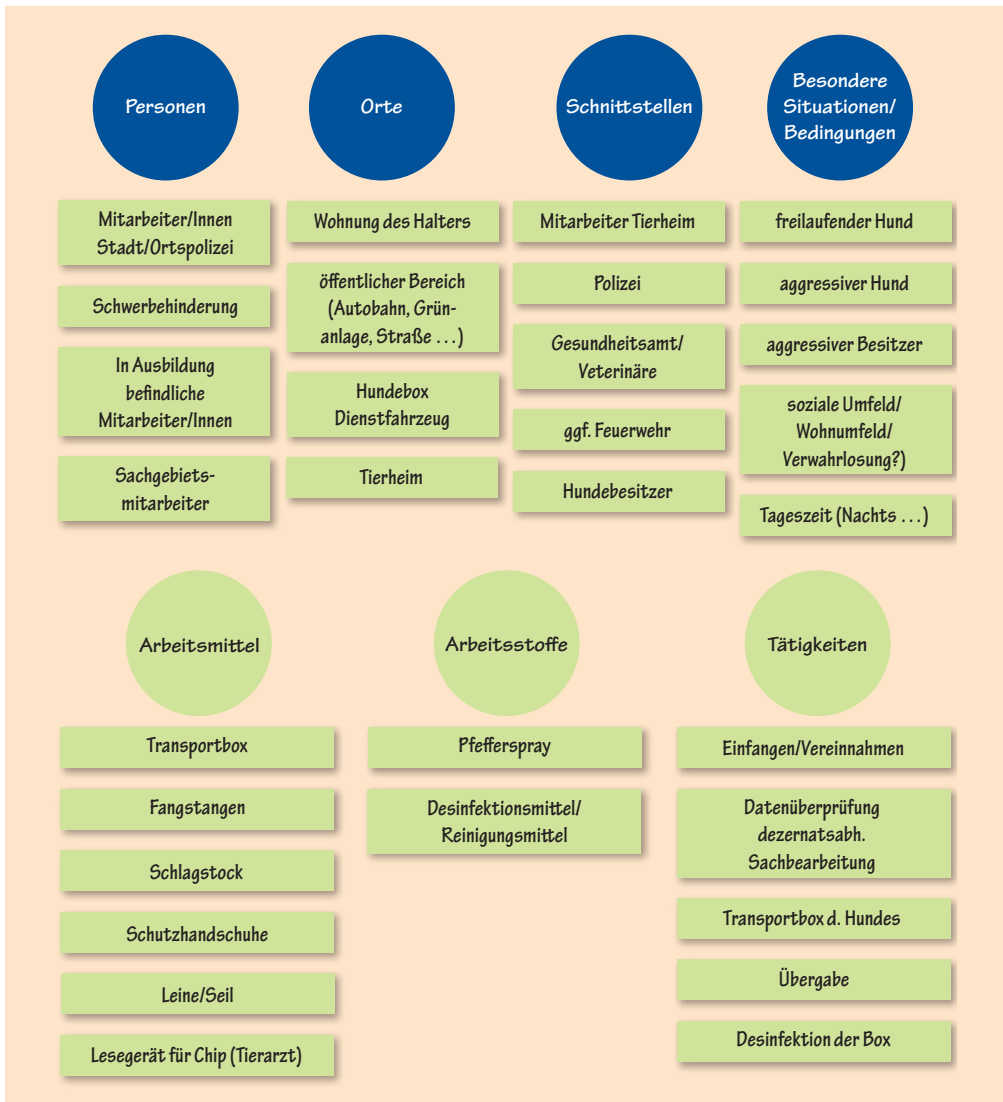 Personen
Mitarbeiter/Innen
Stadt/Ortspolizei
Schwerbehinderung
In Ausbildung
befindliche
Mitarbeiter/Innen
Sachgebiets-
mitarbeiter
Orte
Wohnung des Halters
öffentlicher Bereich
(Autobahn, Grün-
anlage, Straße ...)
Hundebox
Dienstfahrzeug
Tierheim
Schnittstellen
Mitarbeiter Tierheim
Polizei
Gesundheitsamt/
Veterinäre
ggf. Feuerwehr
Hundebesitzer
Besondere
Situationen/
Bedingungen
freilaufender Hund
aggressiver Hund
aggressiver Besitzer
soziale Umfeld/
Wohnumfeld/
Verwahrlosung?)
Tageszeit (Nachts ...)
Arbeitsmittel
Transportbox
Fangstangen
Schlagstock
Schutzhandschuhe
Leine/Seil
Lesegerät für Chip (Tierarzt)
Arbeitsstoffe
Pfefferspray
Desinfektionsmittel/
Reinigungsmittel
Tätigkeiten
Einfangen/Vereinnahmen
Datenüberprüfung
dezernatsabh.
Sachbearbeitung
Transportbox d. Hundes
Übergabe
Desinfektion der Box